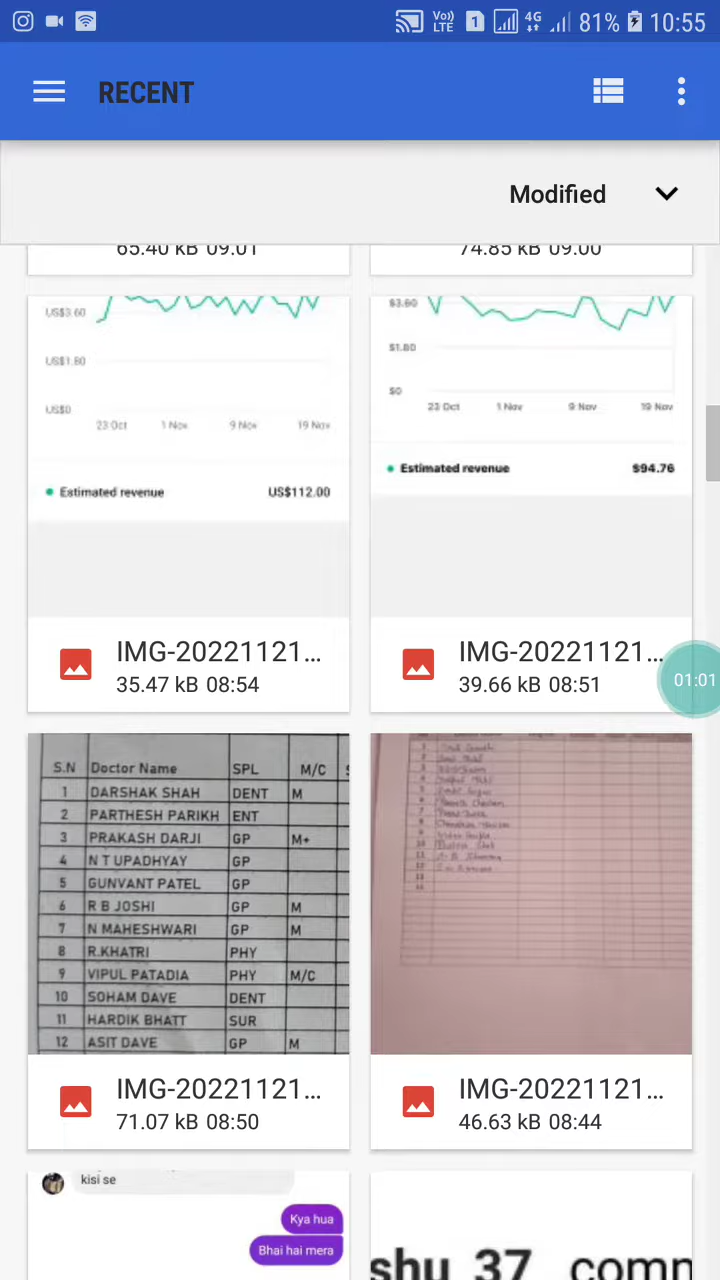 Vo)) LTE 1 4G 81% 10:55
RECENT
Modified
65.40 kB 09.01
74.85 kB 09.00
US$3.60
US$1.80
US$0
23 Oct 1 Nov 9 Nov 19 Nov
Estimated revenue US$112.00
$3.60
$1.80
$0
23 Oct 1 Nov 9 Nov 19 Nov
Estimated revenue $94.76
IMG-20221121...
35.47 kB 08:54
IMG-20221121...
39.66 kB 08:51
01:01
S.N Doctor Name SPL M/C
1 DARSHAK SHAH DENT M
2 PARTHESH PARIKH ENT
3 PRAKASH DARJI GP M+
4 N T UPADHYAY GP
5 GUNVANT PATEL GP
6 R B JOSHI GP M
7 N MAHESHWARI GP M
8 R.KHATRI PHY
9 VIPUL PATADIA PHY M/C
10 SOHAM DAVE DENT
11 HARDIK BHATT SUR
12 ASIT DAVE GP M
IMG-20221121...
71.07 kB 08:50
IMG-20221121...
46.63 kB 08:44
kisi se
Kya hua
Bhai hai mera
shu_37_comm